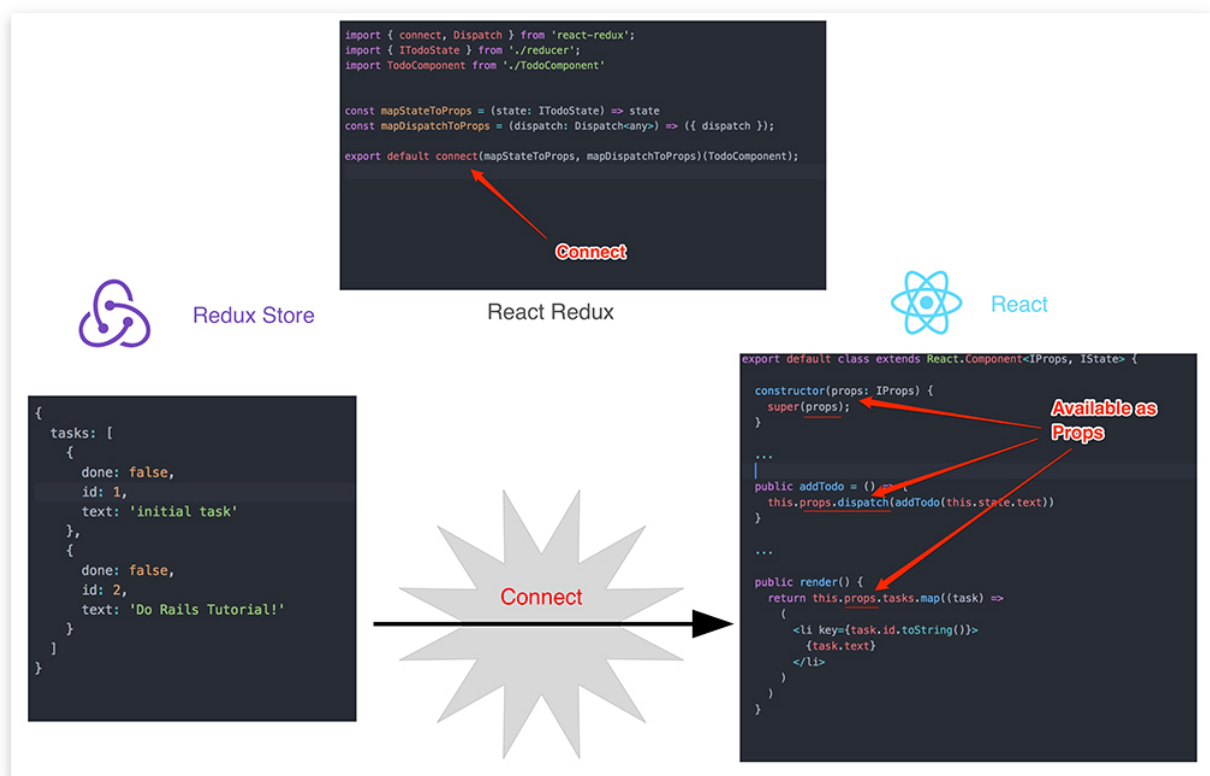 import { connect, Dispatch } from 'react-redux';
import { ITodoState } from './reducer';
import TodoComponent from './TodoComponent'
const mapStateToProps = (state: ITodoState) => state
const mapDispatchToProps = (dispatch: Dispatch<any>) => ({ dispatch });
export default connect(mapStateToProps, mapDispatchToProps)(TodoComponent);
Connect
Redux Store
React Redux
React
{
  tasks: [
    {
      done: false,
      id: 1,
      text: 'initial task'
    },
    {
      done: false,
      id: 2,
      text: 'Do Rails Tutorial!'
    }
  ]
}
Connect
export default class extends React.Component<IProps, IState> {
  constructor(props: IProps) {
    super(props);
  }
  ...
  public addTodo = () => {
    this.props.dispatch(addTodo(this.state.text))
  }
  ...
  public render() {
    return this.props.tasks.map((task) =>
      (
        <li key={task.id.toString()}>
          {task.text}
        </li>
      )
    )
  }
Available as
Props